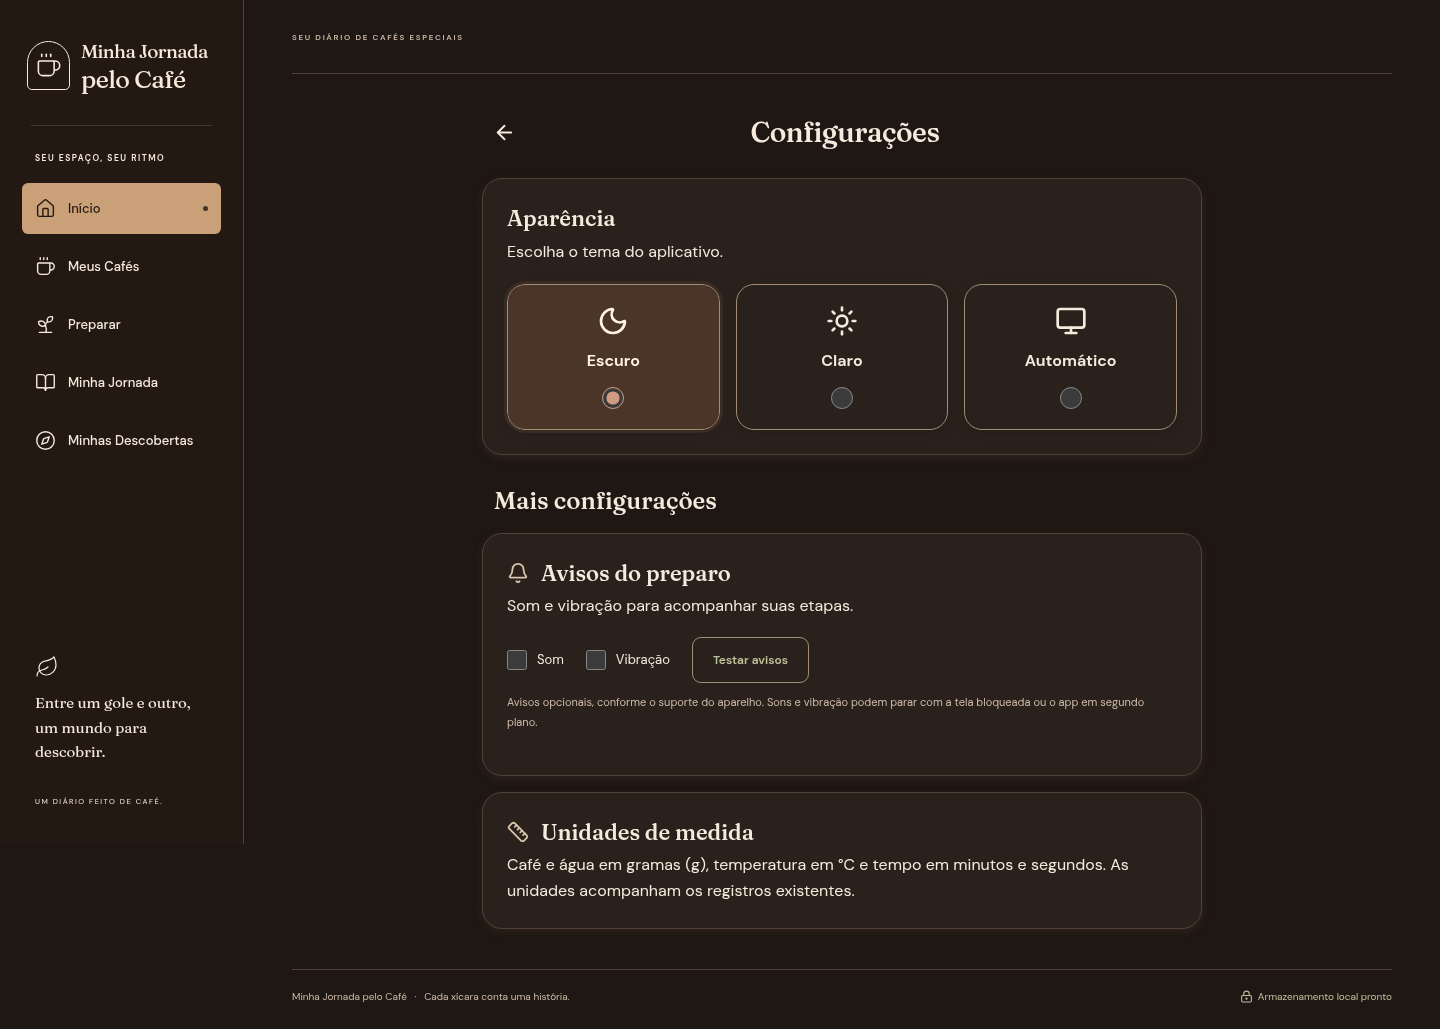 Minha Jornada
pelo Café
SEU ESPAÇO, SEU RITMO
Início
Meus Cafés
Preparar
Minha Jornada
Minhas Descobertas
Entre um gole e outro,
um mundo para
descobrir.
UM DIÁRIO FEITO DE CAFÉ.
SEU DIÁRIO DE CAFÉS ESPECIAIS
Configurações
Aparência
Escolha o tema do aplicativo.
Escuro
Claro
Automático
Mais configurações
Avisos do preparo
Som e vibração para acompanhar suas etapas.
Som
Vibração
Testar avisos
Avisos opcionais, conforme o suporte do aparelho. Sons e vibração podem parar com a tela bloqueada ou o app em segundo
plano.
Unidades de medida
Café e água em gramas (g), temperatura em °C e tempo em minutos e segundos. As
unidades acompanham os registros existentes.
Minha Jornada pelo Café · Cada xícara conta uma história.
Armazenamento local pronto